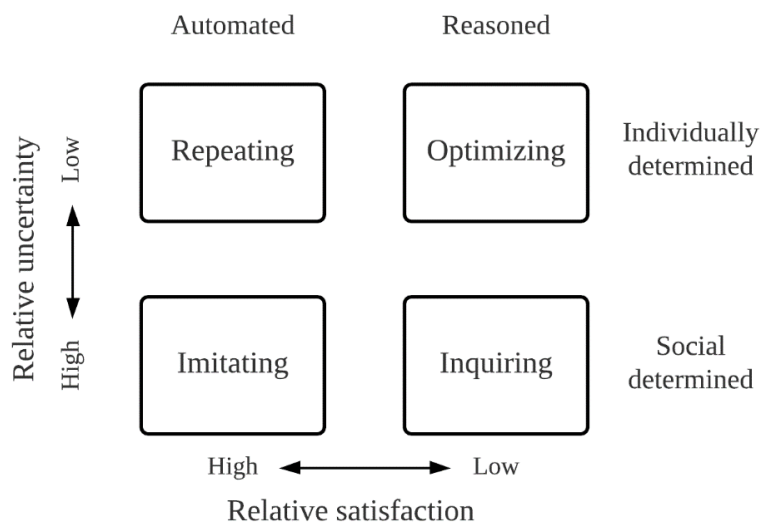 Automated
Reasoned
Relative uncertainty
Low
High
Repeating
Optimizing
Individually
determined
Imitating
Inquiring
Social
determined
High
Low
Relative satisfaction